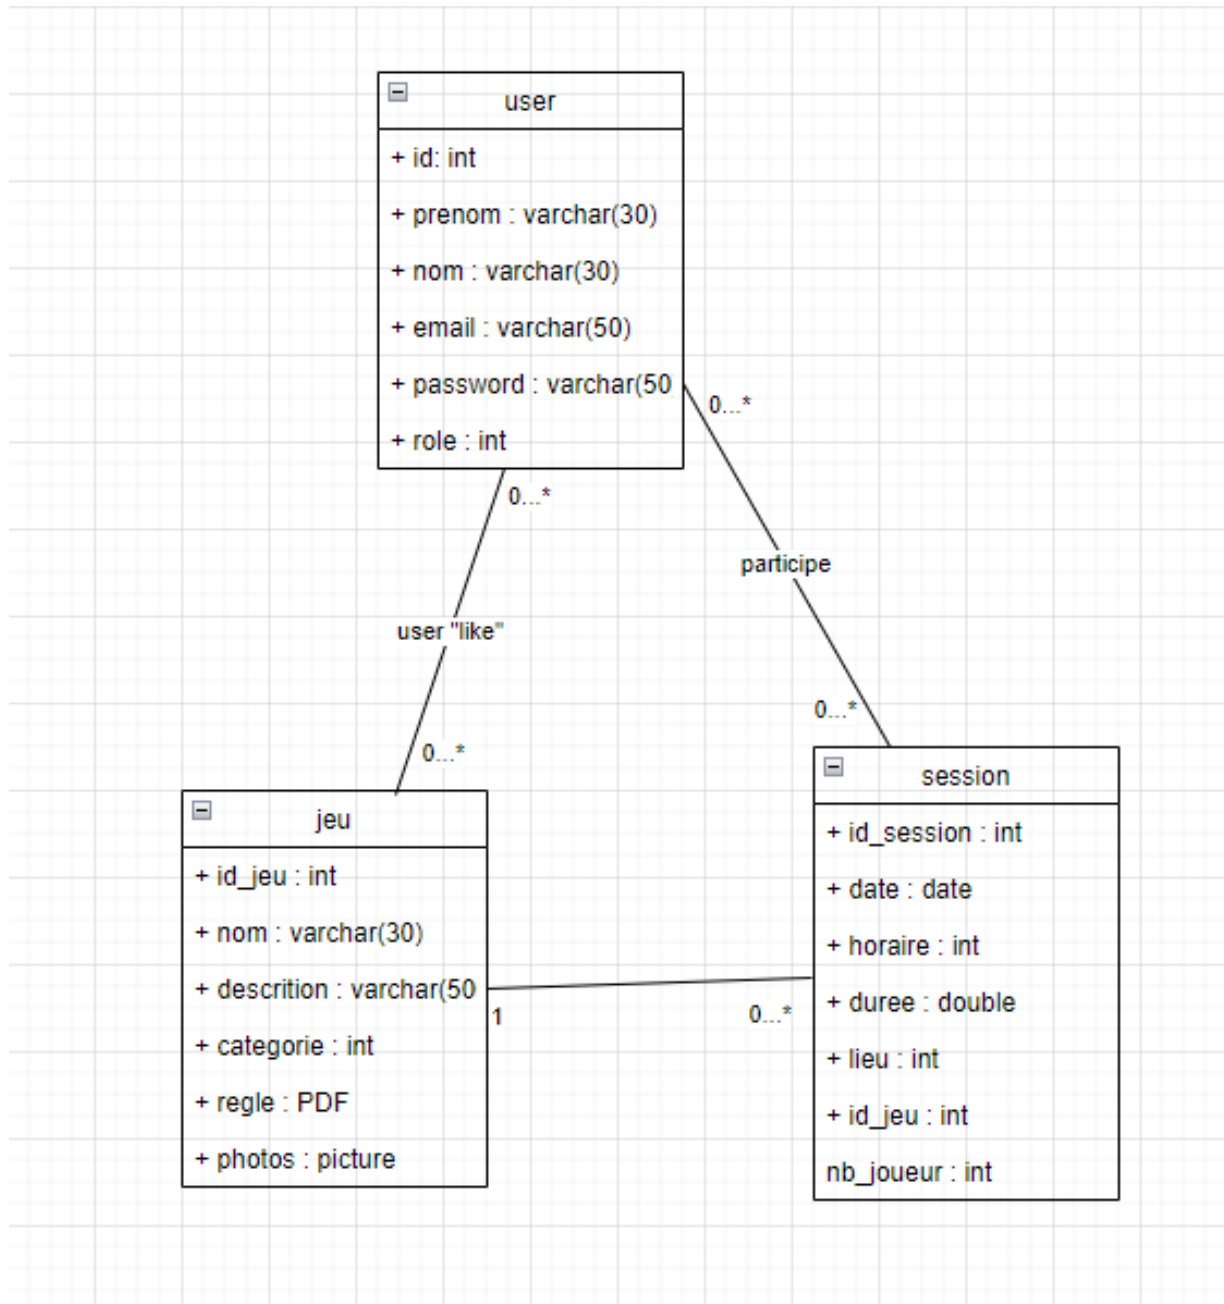 user
+ id: int
+ prenom : varchar(30)
+ nom : varchar(30)
+ email : varchar(50)
+ password : varchar(50
+ role : int
0...*
0...*
participe
user "like"
0...*
0...*
jeu
+ id_jeu : int
+ nom : varchar(30)
+ descrition : varchar(50
+ categorie : int
+ regle : PDF
+ photos : picture
1
0...*
session
+ id_session : int
+ date : date
+ horaire : int
+ duree : double
+ lieu : int
+ id_jeu : int
nb_joueur : int